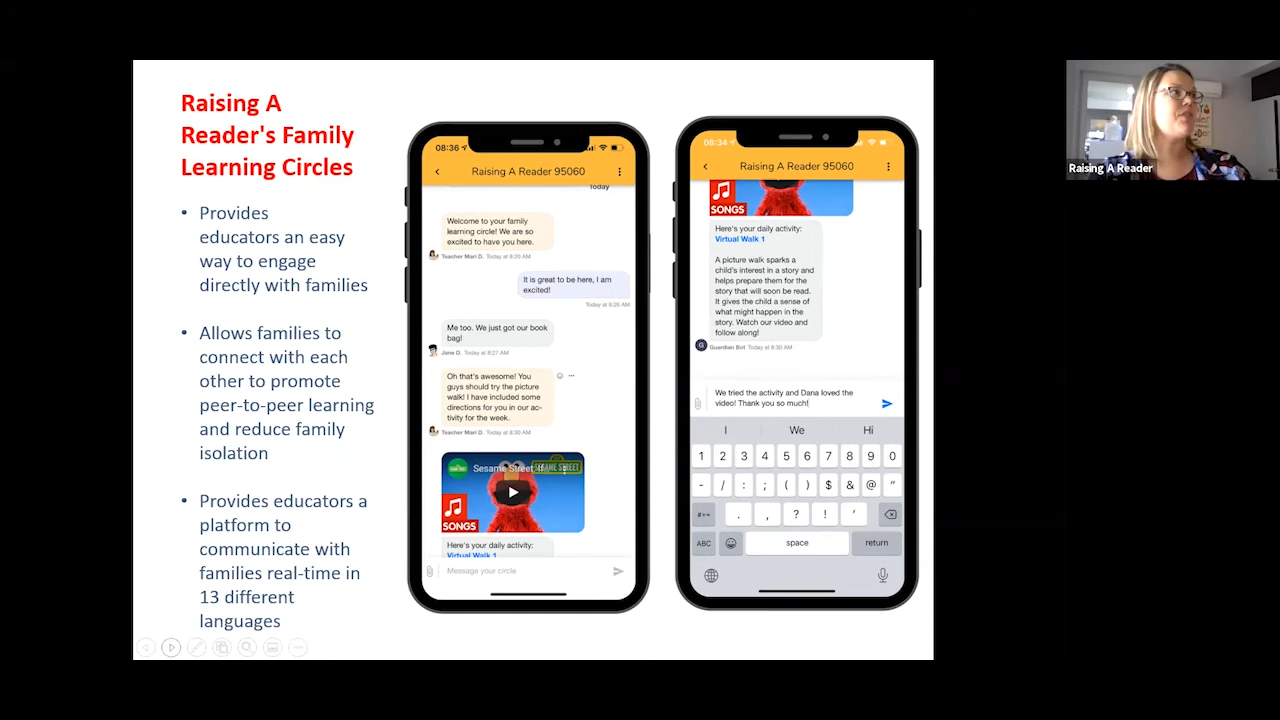 Raising A
Reader's Family
Learning Circles
• Provides
educators an easy
way to engage
directly with families
• Allows families to
connect with each
other to promote
peer-to-peer learning
and reduce family
isolation
• Provides educators a
platform to
communicate with
families real-time in
13 different
languages
08:36
Raising A Reader 95060
Today
Welcome to your family
learning circle! We are so
excited to have you here.
Teacher Mari D. Today at 8:20 AM
It is great to be here, I am
excited!
Today at 8:26 AM
Me too. We just got our book
bag!
Jane D. Today at 8:27 AM
Oh that's awesome! You
guys should try the picture
walk! I have included some
directions for you in our ac-
tivity for the week.
Teacher Mari D. Today at 8:30 AM
Sesame Street: If
SESAME STREET
SONGS
Here's your daily activity:
Virtual Walk 1
Message your circle
08:34
Raising A Reader 95060
SONGS
Here's your daily activity:
Virtual Walk 1
A picture walk sparks a
child's interest in a story and
helps prepare them for the
story that will soon be read.
It gives the child a sense of
what might happen in the
story. Watch our video and
follow along!
G
Guardian Bot Today at 8:30 AM
We tried the activity and Dana loved the
video! Thank you so much!
I We Hi
1 2 3 4 5 6 7 8 9 0
- / : ; ( ) $ & @ "
#+= . , ? ! '
ABC space return
Raising A Reader